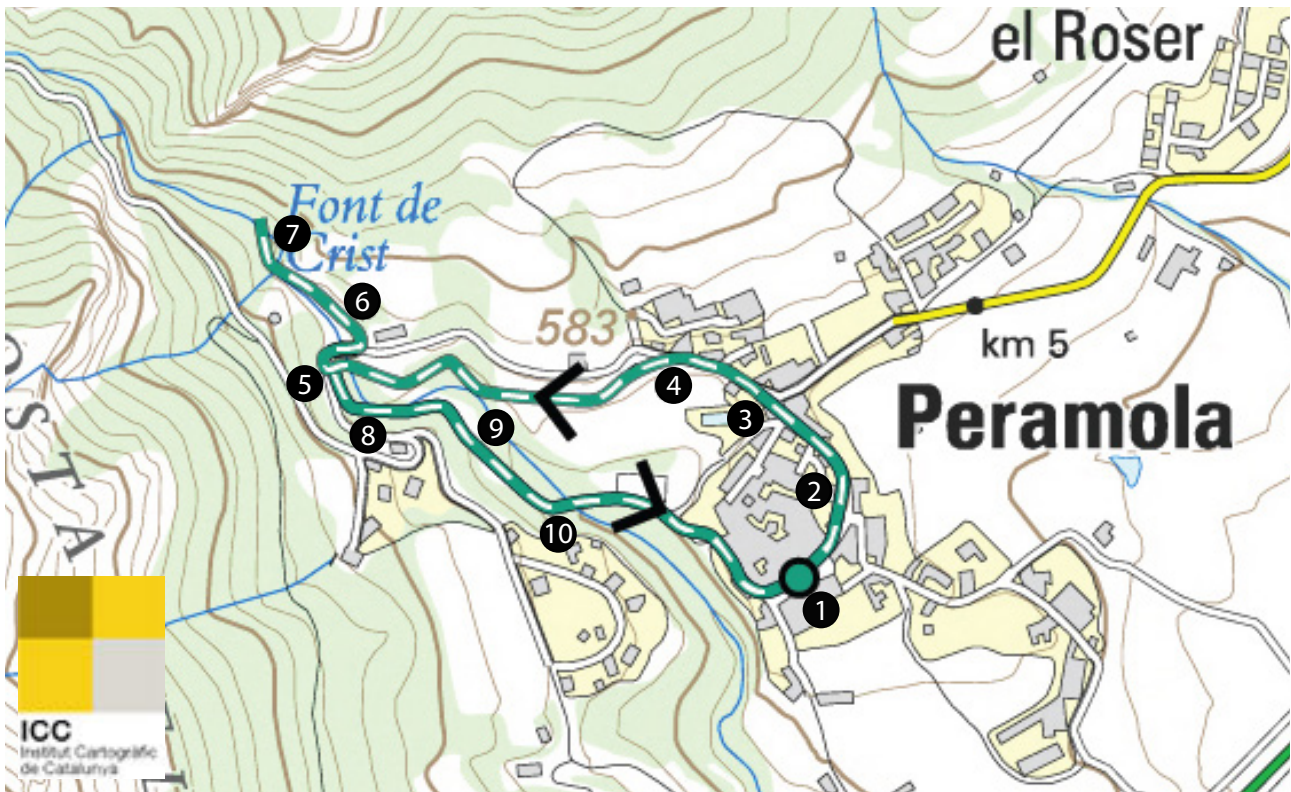 el Roser
Font de
Crist
7
6
583
km 5
5
4
3
Peramola
8
9
2
10
1
O
S
T
A
ICC
Institut Cartogràfic
de Catalunya